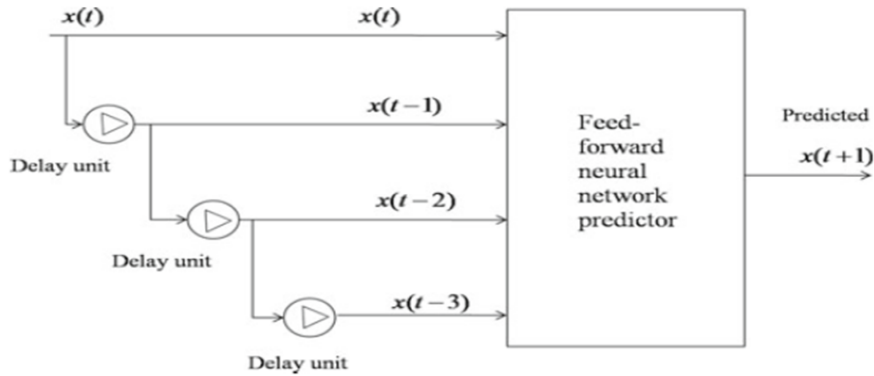 x(t)
x(t)
x(t−1)
Delay unit
x(t−2)
Delay unit
x(t−3)
Delay unit
Feed-
forward
neural
network
predictor
Predicted
x(t+1)